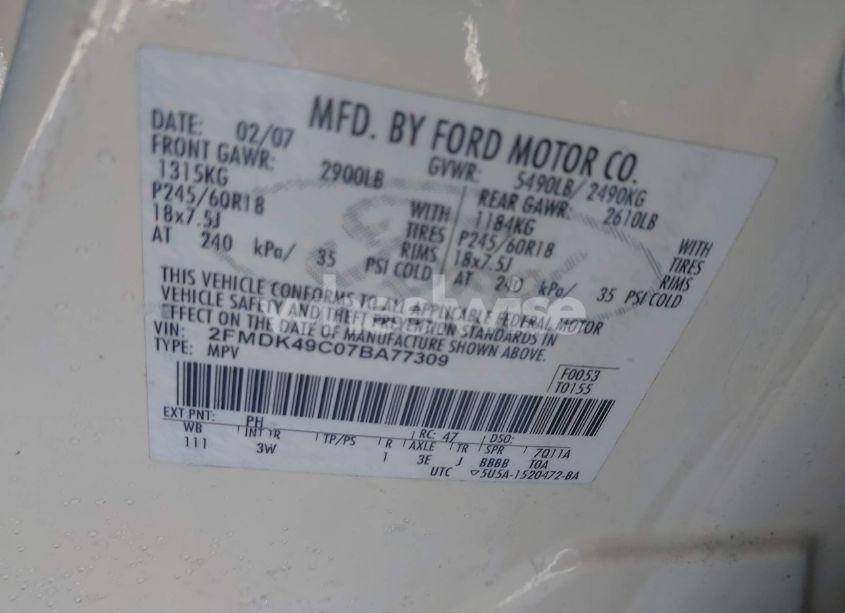 MFD. BY FORD MOTOR CO.
DATE: 02/07 GVWR: 5490LB/ 2490KG
FRONT GAWR: 2900LB REAR GAWR: 2610LB
1315KG WITH 1184KG WITH
P245/60R18 TIRES P245/60R18 TIRES
18x7.5J RIMS 18x7.5J RIMS
AT 240 kPa/ 35 PSI COLD AT 240 kPa/ 35 PSI COLD
THIS VEHICLE CONFORMS TO ALL APPLICABLE FEDERAL MOTOR
VEHICLE SAFETY AND THEFT PREVENTION STANDARDS IN
EFFECT ON THE DATE OF MANUFACTURE SHOWN ABOVE.
VIN: 2FMDK49C07BA77309
TYPE: MPV
F0053
T0155
EXT PNT: PH RC: 47 DSO:
WB INT TR TP/PS R AXLE TR SPR 7Q11A
111 3W 1 3E J BBBB TOA
UTC 5U5A-1520472-BA
wheelwise